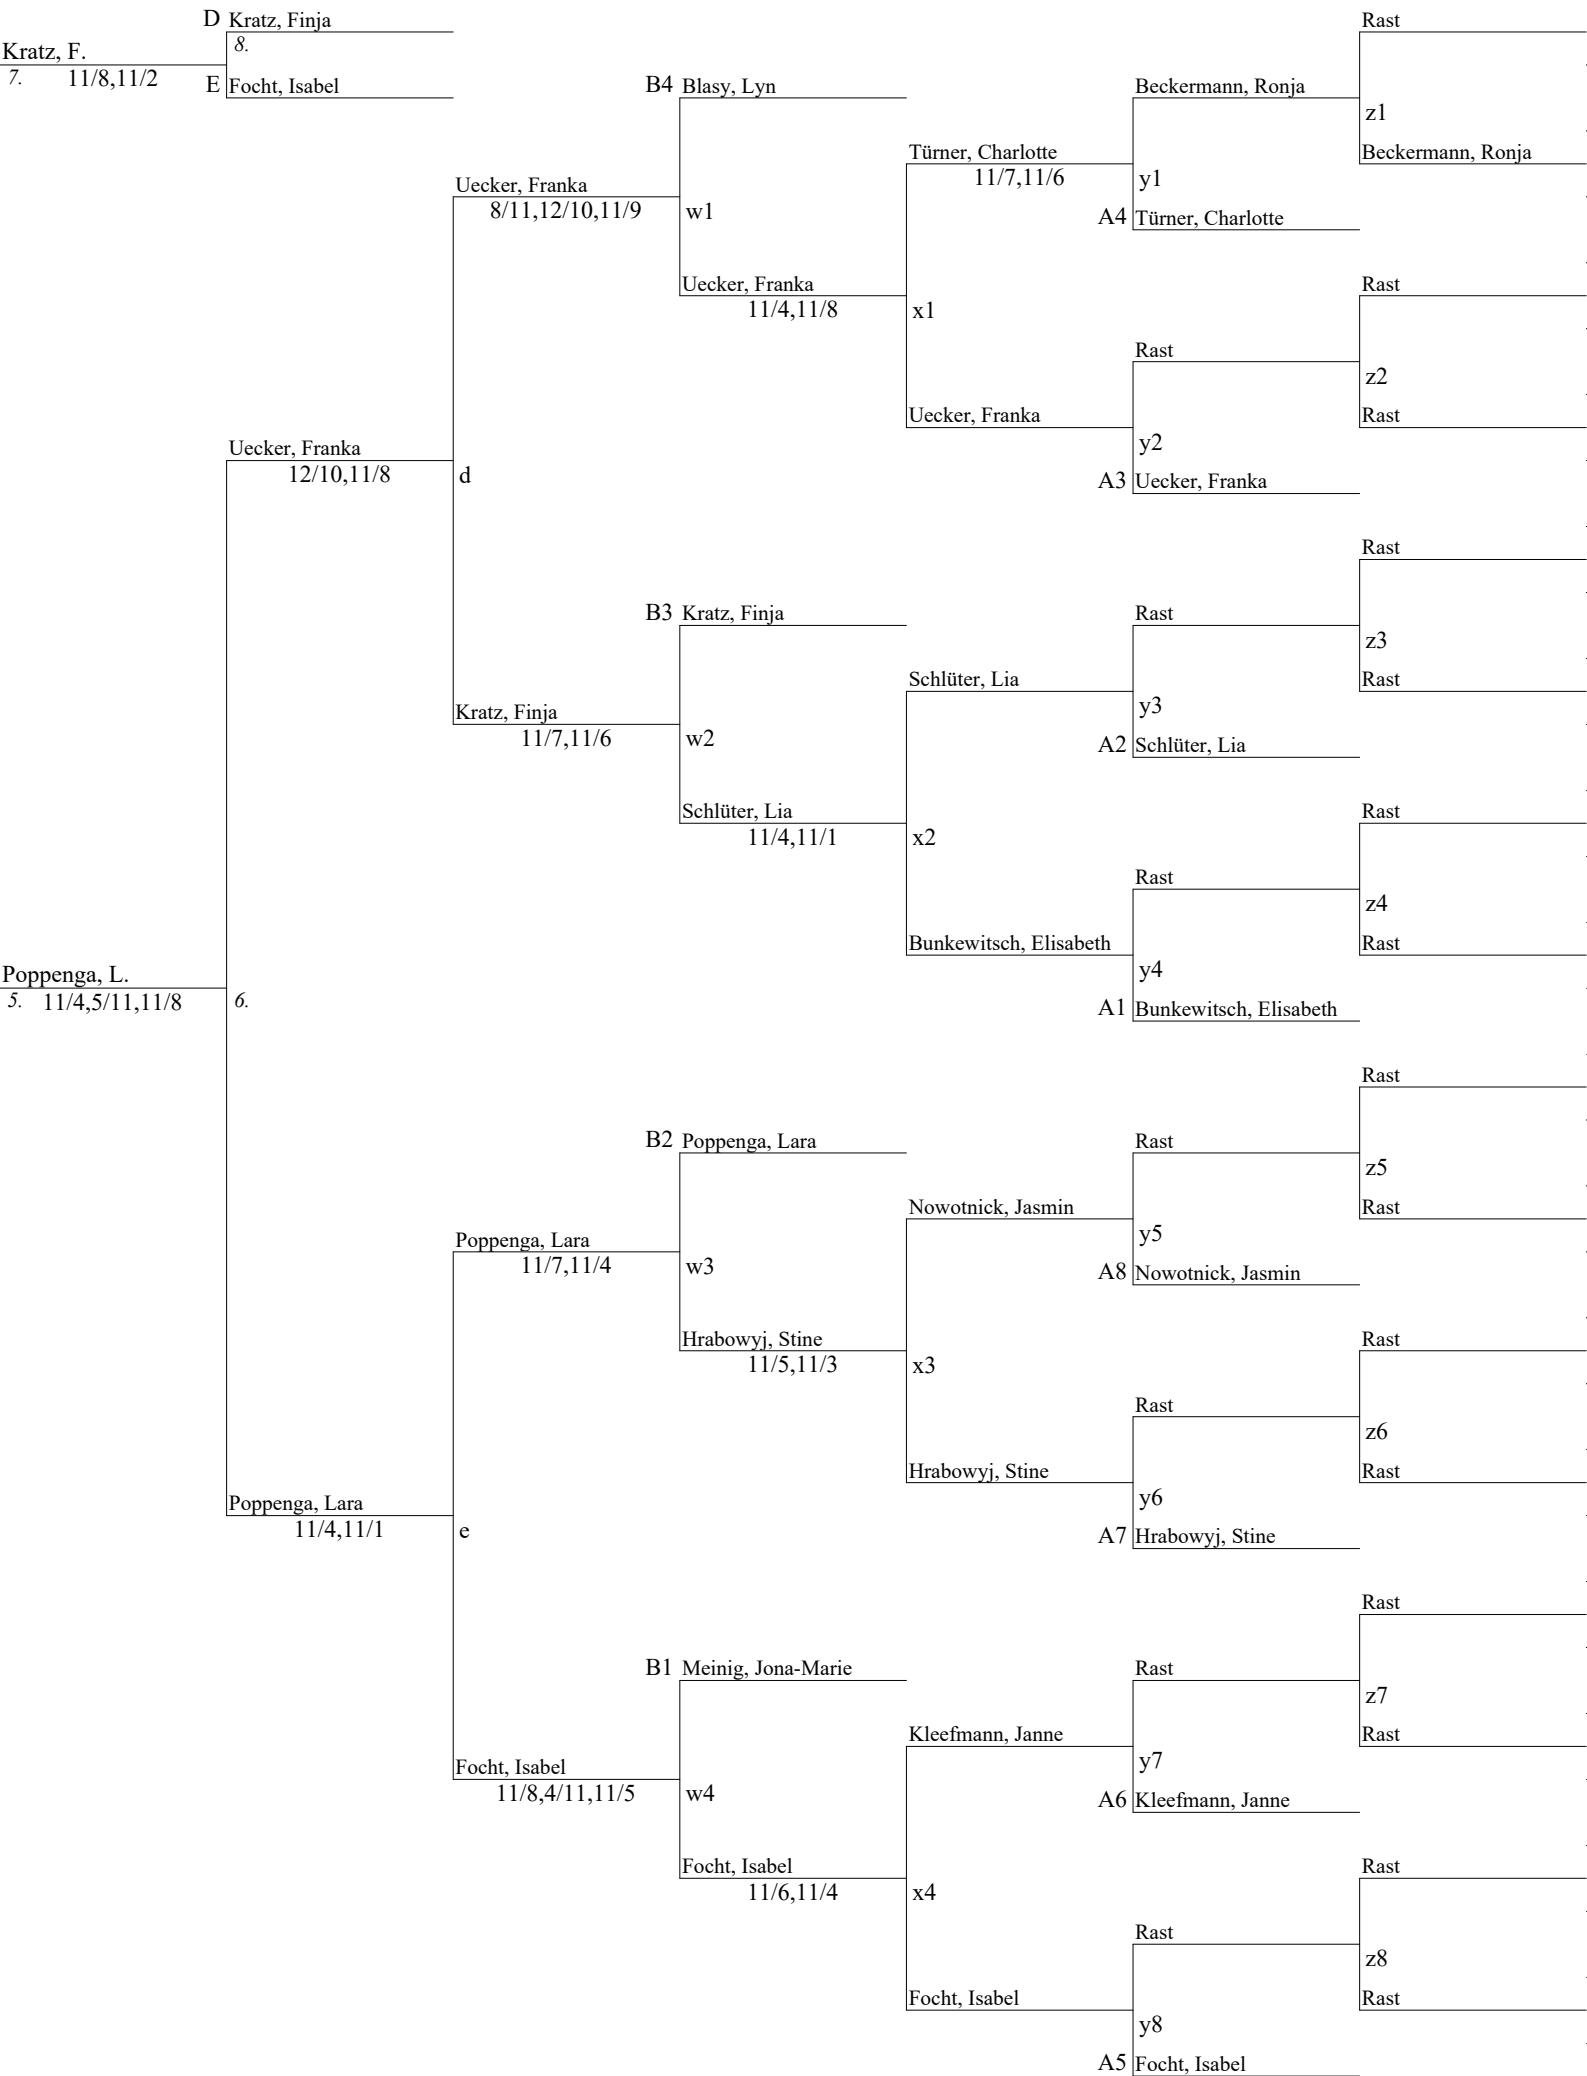 D Kratz, Finja
Rast
Kratz, F.
8.
7. 11/8,11/2
E Focht, Isabel
B4 Blasy, Lyn
Beckermann, Ronja
z1
Türner, Charlotte
Beckermann, Ronja
11/7,11/6
y1
Uecker, Franka
8/11,12/10,11/9
w1
A4 Türner, Charlotte
Uecker, Franka
Rast
11/4,11/8
x1
Rast
z2
Uecker, Franka
Rast
Uecker, Franka
y2
12/10,11/8
d
A3 Uecker, Franka
Rast
B3 Kratz, Finja
Rast
z3
Schlüter, Lia
Rast
Kratz, Finja
y3
11/7,11/6
w2
A2 Schlüter, Lia
Schlüter, Lia
Rast
11/4,11/1
x2
Rast
z4
Bunkewitsch, Elisabeth
Rast
Poppenga, L.
y4
5. 11/4,5/11,11/8
6.
A1 Bunkewitsch, Elisabeth
Rast
B2 Poppenga, Lara
Rast
z5
Nowotnick, Jasmin
Rast
Poppenga, Lara
y5
11/7,11/4
w3
A8 Nowotnick, Jasmin
Hrabowyj, Stine
Rast
11/5,11/3
x3
Rast
z6
Hrabowyj, Stine
Rast
Poppenga, Lara
y6
11/4,11/1
e
A7 Hrabowyj, Stine
Rast
B1 Meinig, Jona-Marie
Rast
z7
Kleefmann, Janne
Rast
Focht, Isabel
y7
11/8,4/11,11/5
w4
A6 Kleefmann, Janne
Focht, Isabel
Rast
11/6,11/4
x4
Rast
z8
Focht, Isabel
Rast
y8
A5 Focht, Isabel